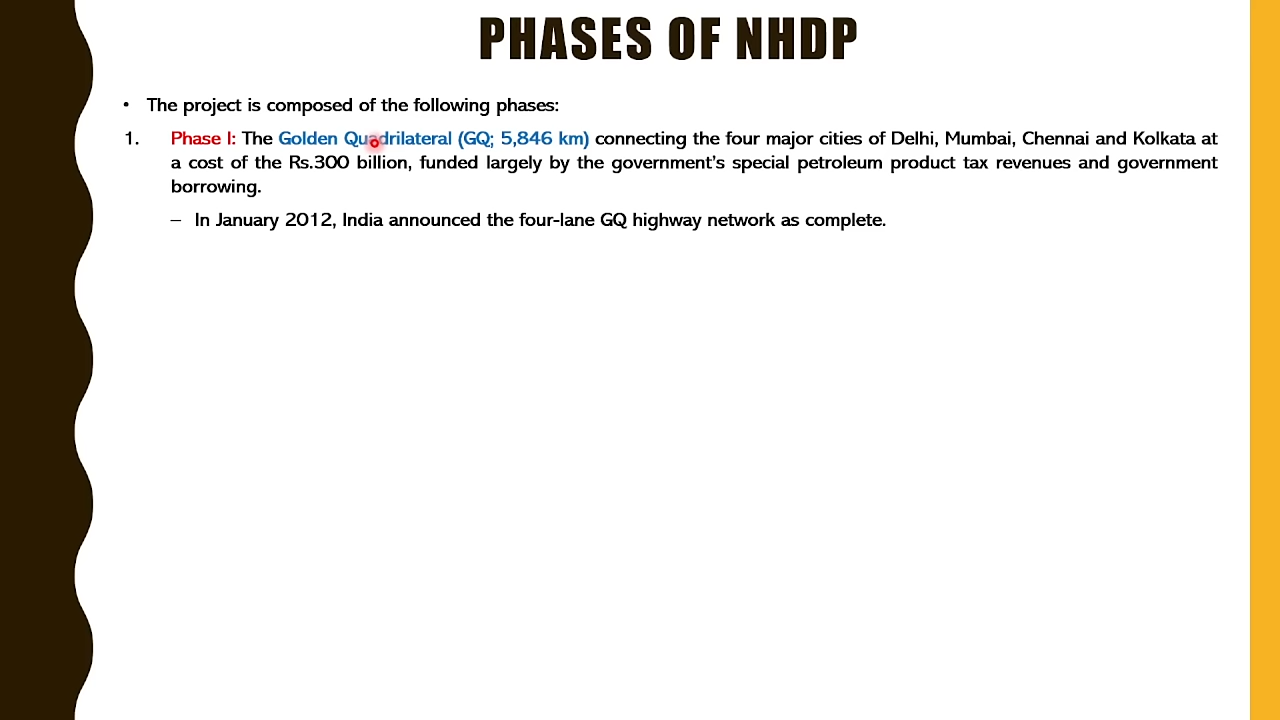 PHASES OF NHDP
• The project is composed of the following phases:
1. Phase I: The Golden Quadrilateral (GQ; 5,846 km) connecting the four major cities of Delhi, Mumbai, Chennai and Kolkata at
a cost of the Rs.300 billion, funded largely by the government's special petroleum product tax revenues and government
borrowing.
– In January 2012, India announced the four-lane GQ highway network as complete.